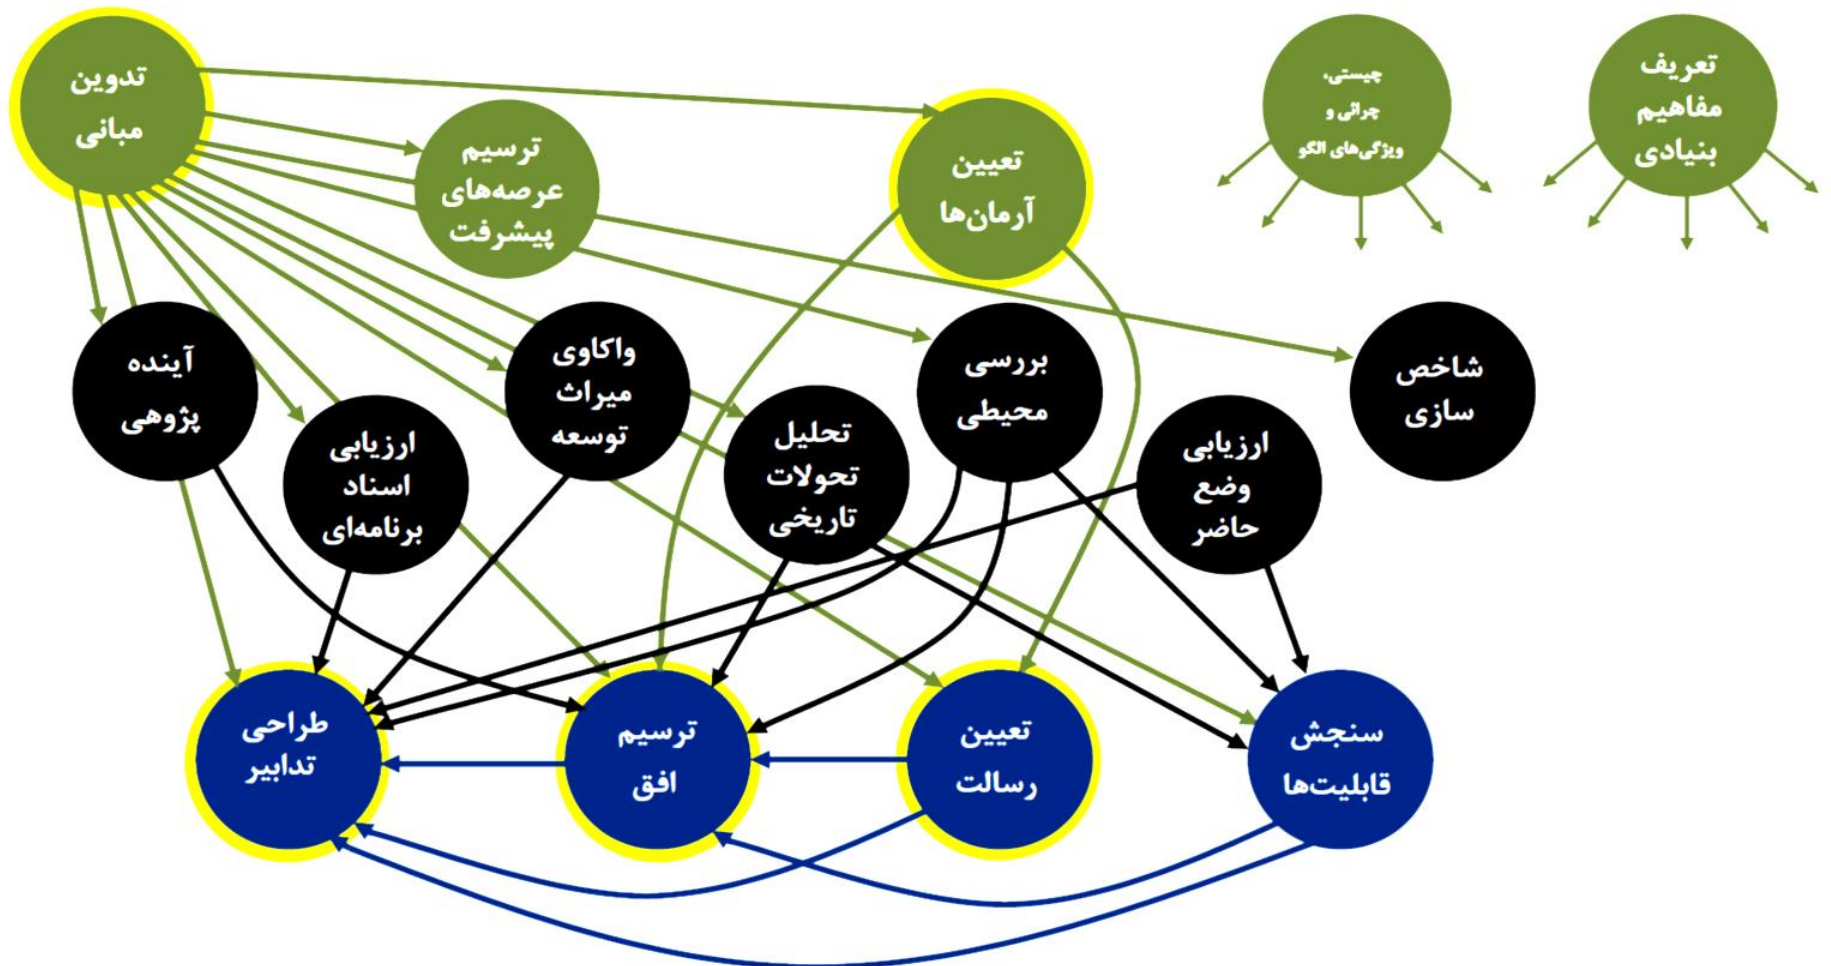 تعریف
مفاهیم
بنیادی
چیستی،
چرائی و
ویژگی‌های الگو
تعیین
آرمان‌ها
ترسیم
عرصه‌های
پیشرفت
تدوین
مبانی
شاخص
سازی
ارزیابی
وضع
حاضر
بررسی
محیطی
تحلیل
تحولات
تاریخی
واکاوی
میراث
توسعه
ارزیابی
اسناد
برنامه‌ای
آینده
پژوهی
سنجش
قابلیت‌ها
تعیین
رسالت
ترسیم
افق
طراحی
تدابیر